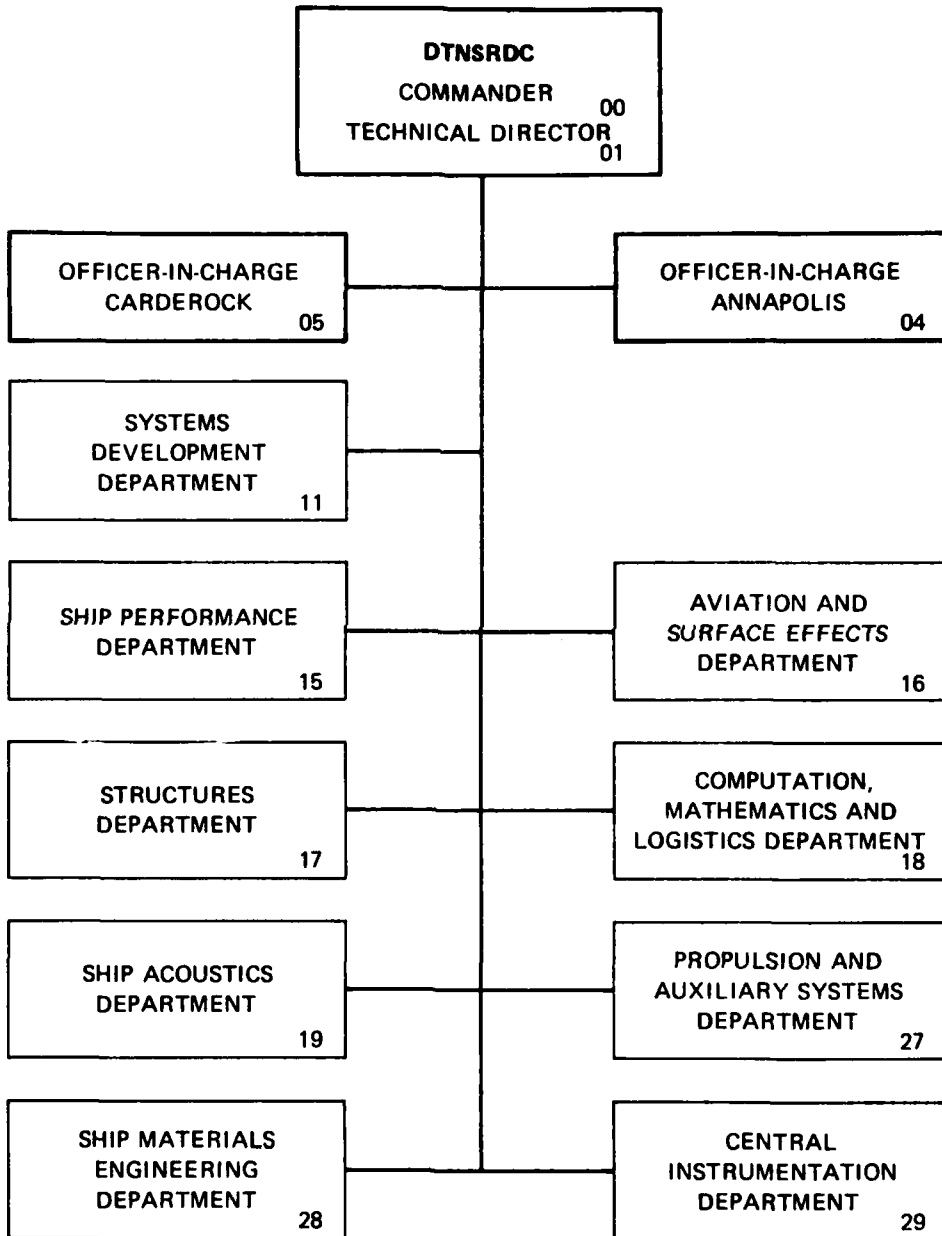 DTNSRDC
COMMANDER
00
TECHNICAL DIRECTOR
01
OFFICER-IN-CHARGE
CARDEROCK
05
OFFICER-IN-CHARGE
ANNAPOLIS
04
SYSTEMS
DEVELOPMENT
DEPARTMENT
11
SHIP PERFORMANCE
DEPARTMENT
15
AVIATION AND
SURFACE EFFECTS
DEPARTMENT
16
STRUCTURES
DEPARTMENT
17
COMPUTATION,
MATHEMATICS AND
LOGISTICS DEPARTMENT
18
SHIP ACOUSTICS
DEPARTMENT
19
PROPULSION AND
AUXILIARY SYSTEMS
DEPARTMENT
27
SHIP MATERIALS
ENGINEERING
DEPARTMENT
28
CENTRAL
INSTRUMENTATION
DEPARTMENT
29